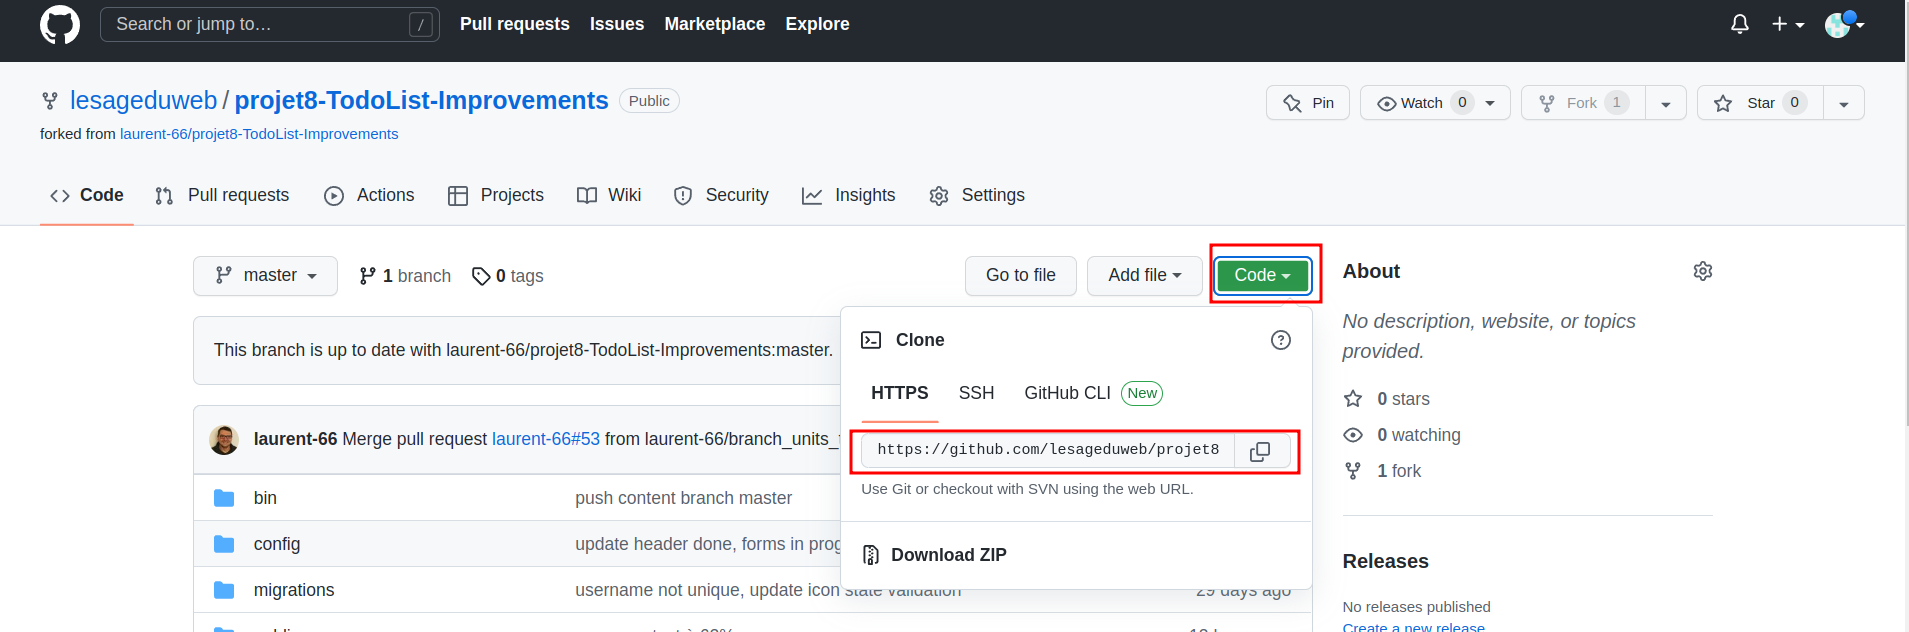 Search or jump to… / Pull requests Issues Marketplace Explore
lesageduweb / projet8-TodoList-Improvements Public Pin Watch 0 Fork 1 Star 0
forked from laurent-66/projet8-TodoList-Improvements
Code Pull requests Actions Projects Wiki Security Insights Settings
master 1 branch 0 tags Go to file Add file Code
About
No description, website, or topics provided.
This branch is up to date with laurent-66/projet8-TodoList-Improvements:master.
Clone
HTTPS SSH GitHub CLI New
https://github.com/lesageduweb/projet8
Use Git or checkout with SVN using the web URL.
Download ZIP
laurent-66 Merge pull request laurent-66#53 from laurent-66/branch_units_
bin push content branch master
config update header done, forms in prog
migrations username not unique, update icon state validation 29 days ago
0 stars
0 watching
1 fork
Releases
No releases published
Create a new release